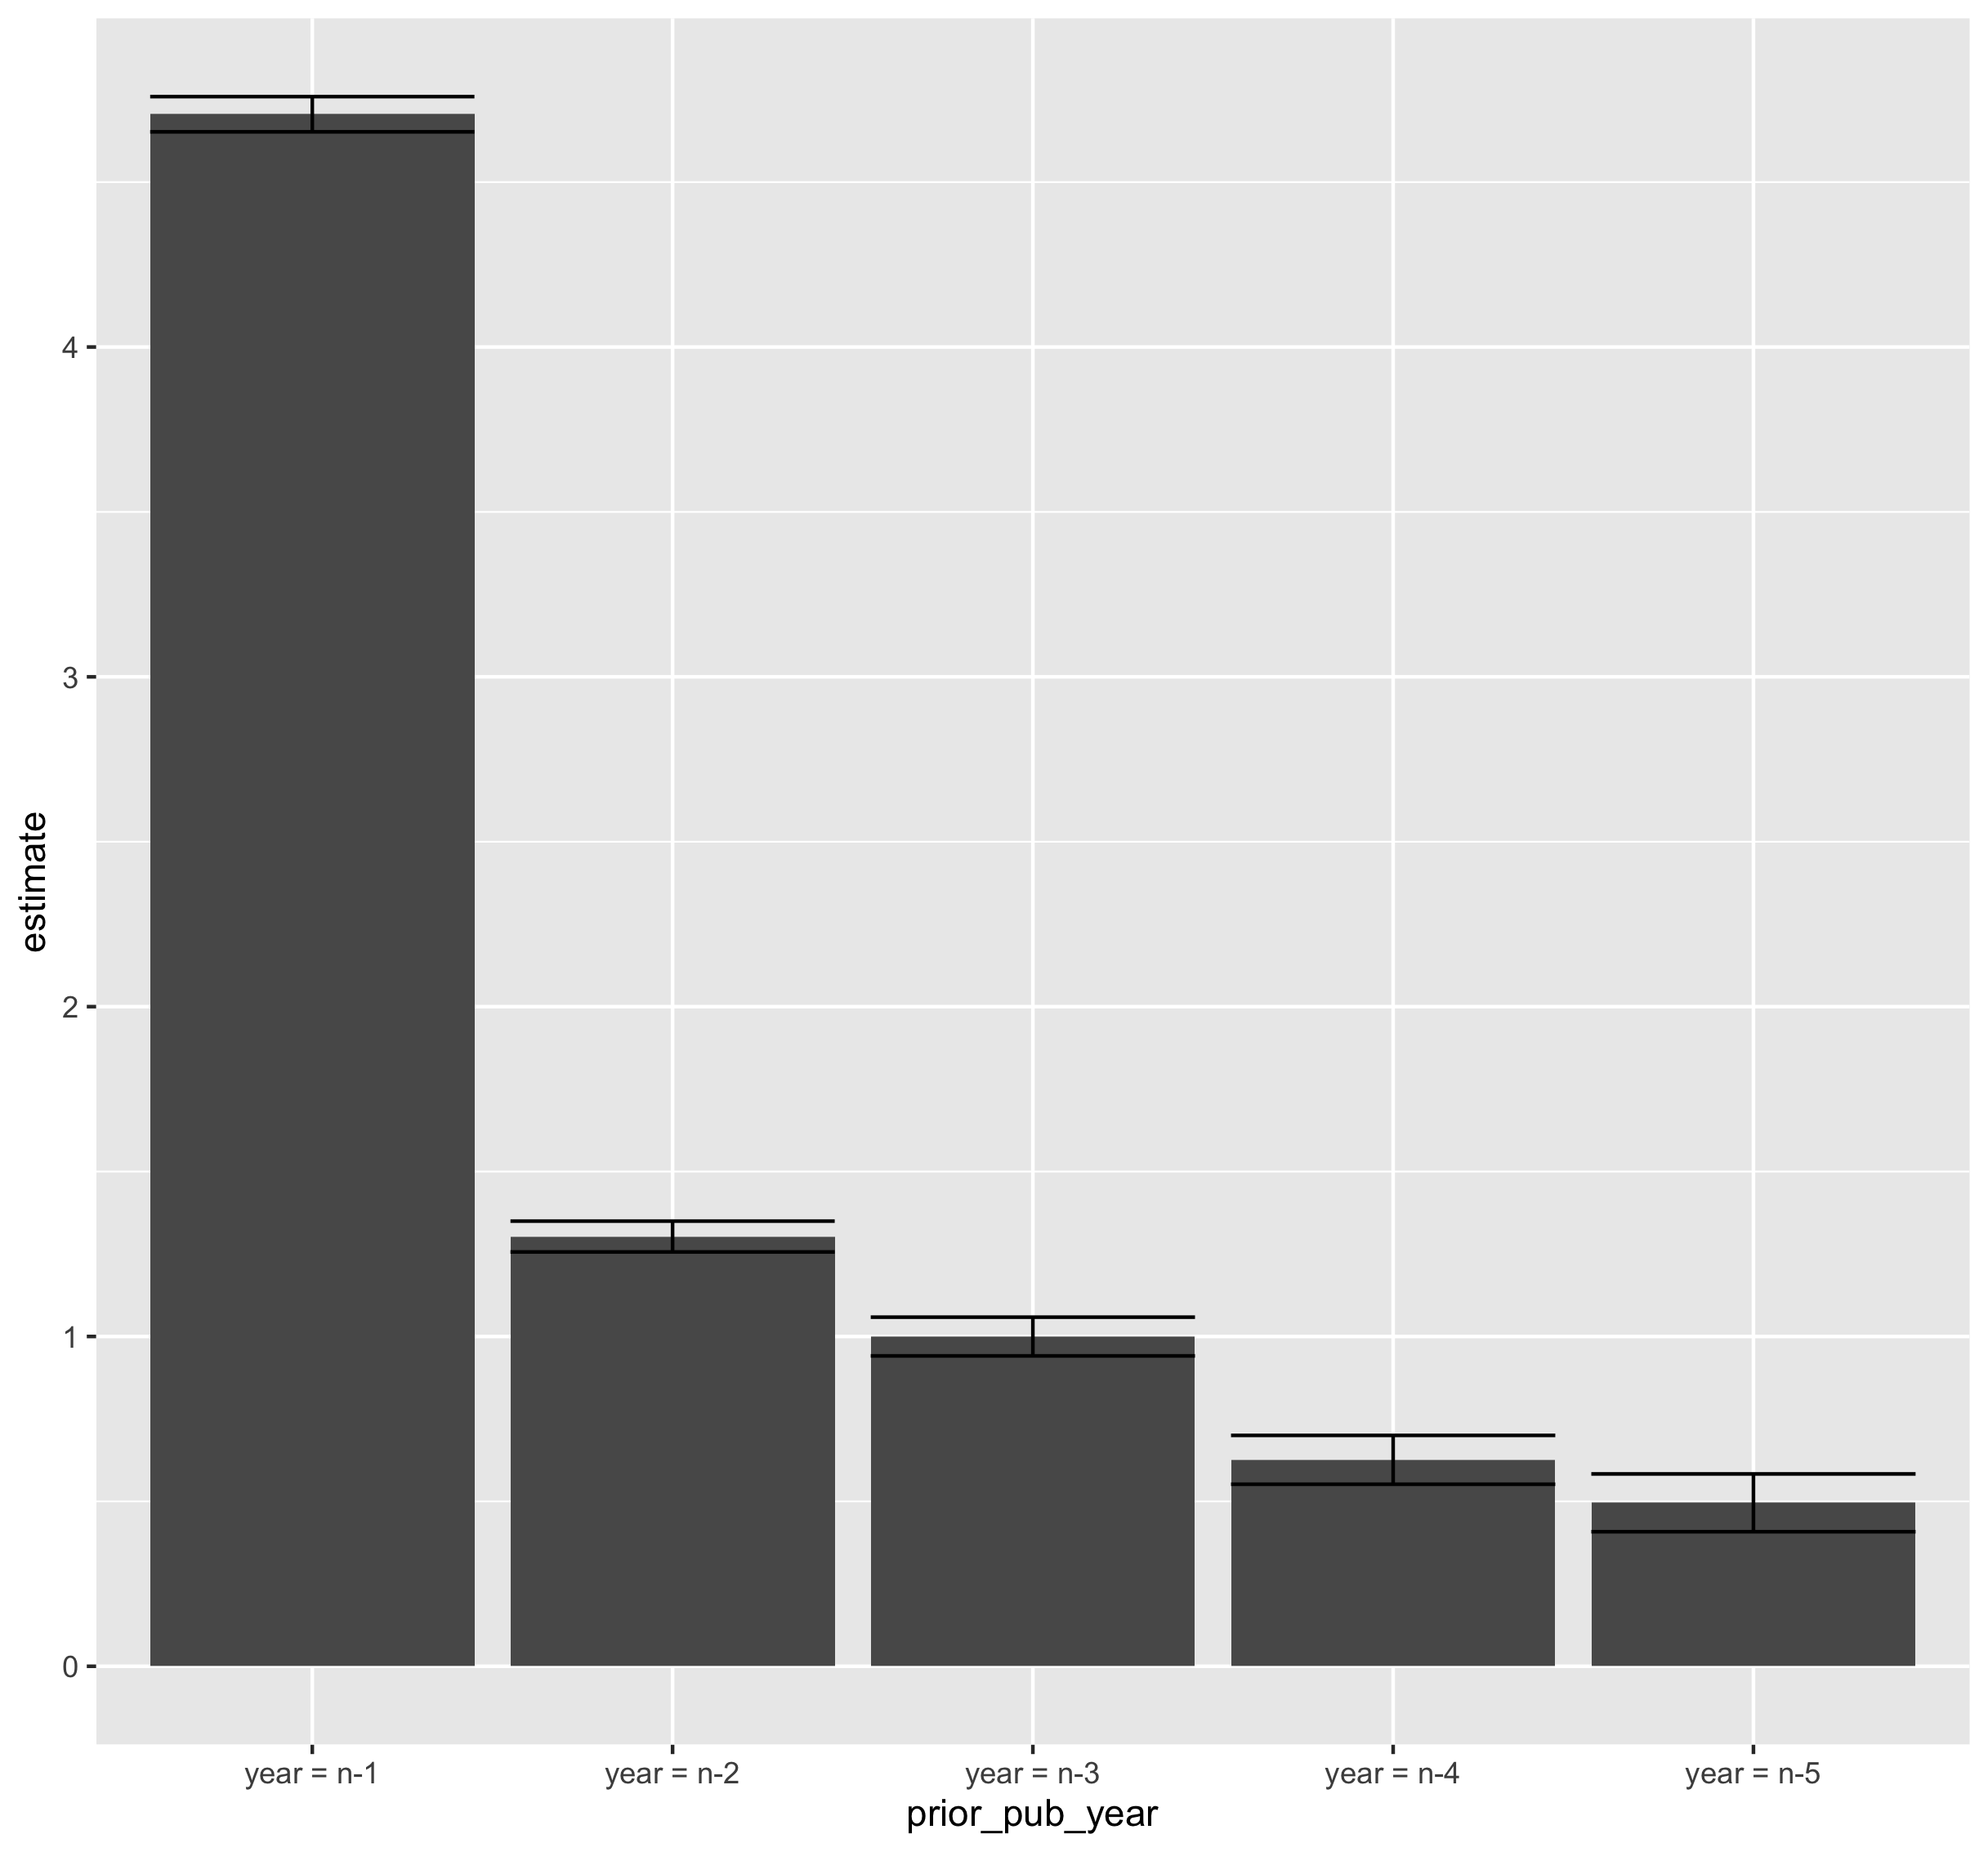 estimate
4
3
2
1
0
year = n-1
year = n-2
year = n-3
year = n-4
year = n-5
prior_pub_year